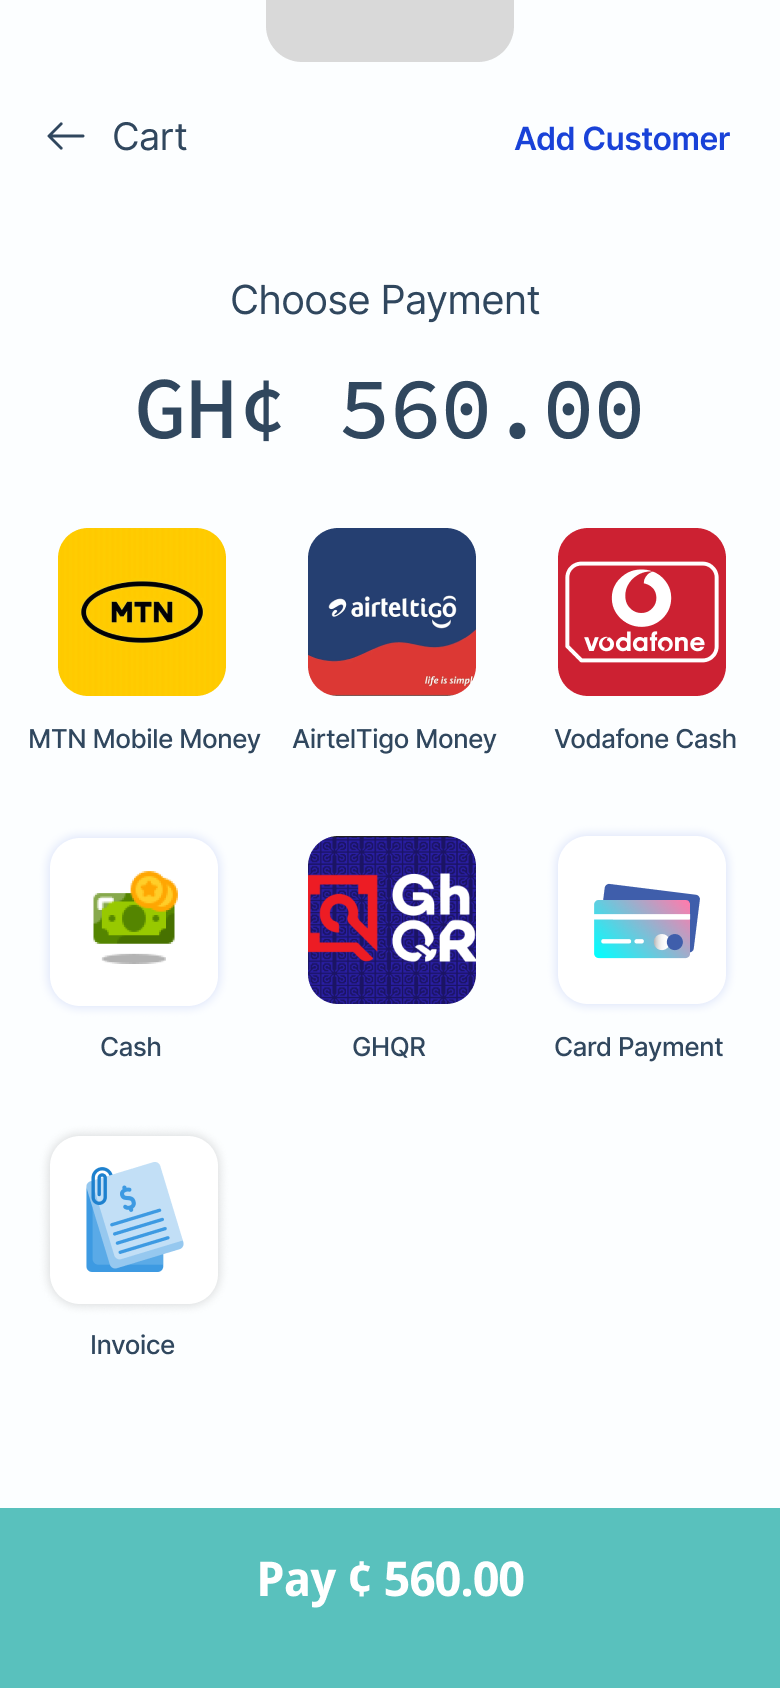 Cart
Add Customer
Choose Payment
GH¢ 560.00
MTN
airteltigo
life is simpl
vodafone
MTN Mobile Money
AirtelTigo Money
Vodafone Cash
Gh
QR
Cash
GHQR
Card Payment
$
Invoice
Pay ¢ 560.00